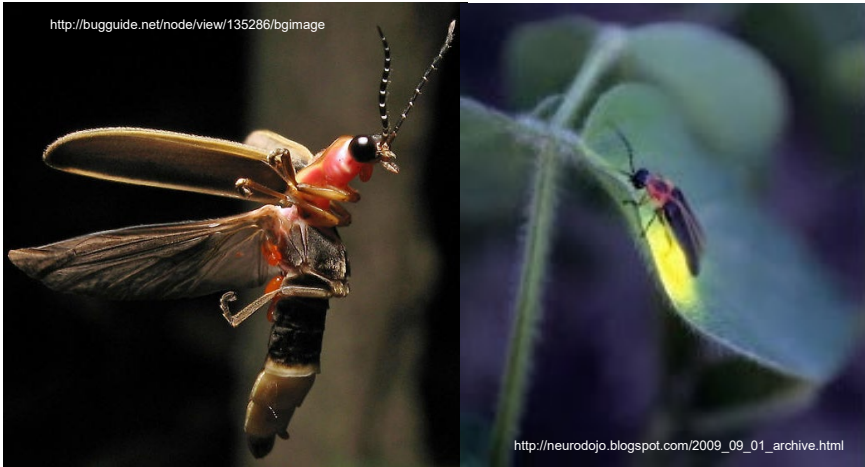 http://bugguide.net/node/view/135286/bgimage
http://neurodojo.blogspot.com/2009_09_01_archive.html